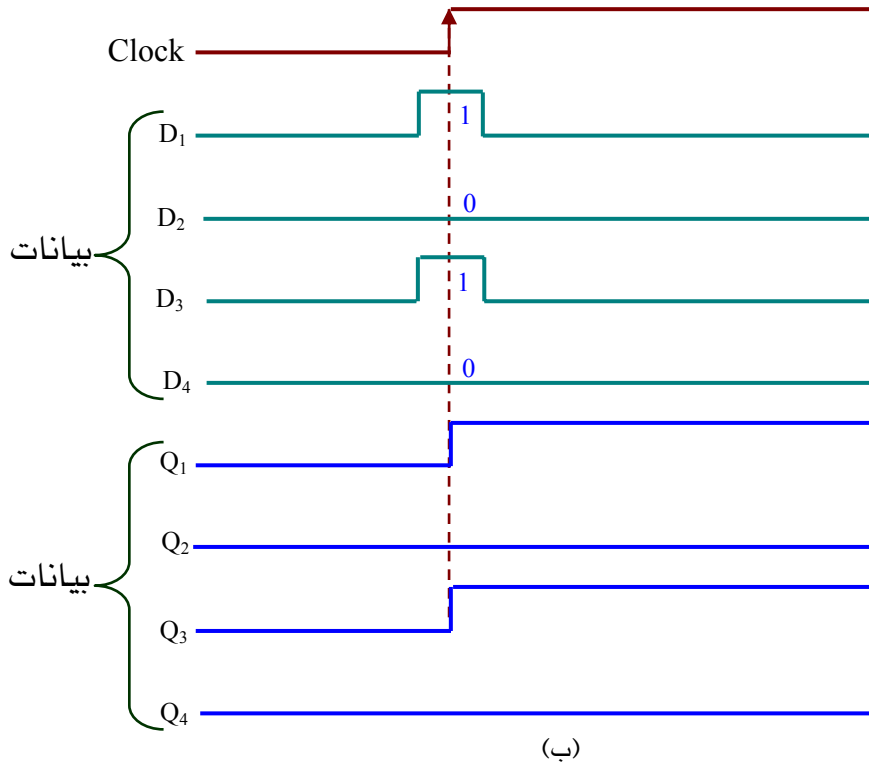 Clock
D₁ 1
D₂ 0
بيانات
D₃ 1
D₄ 0
Q₁
Q₂
بيانات
Q₃
Q₄
(ب)